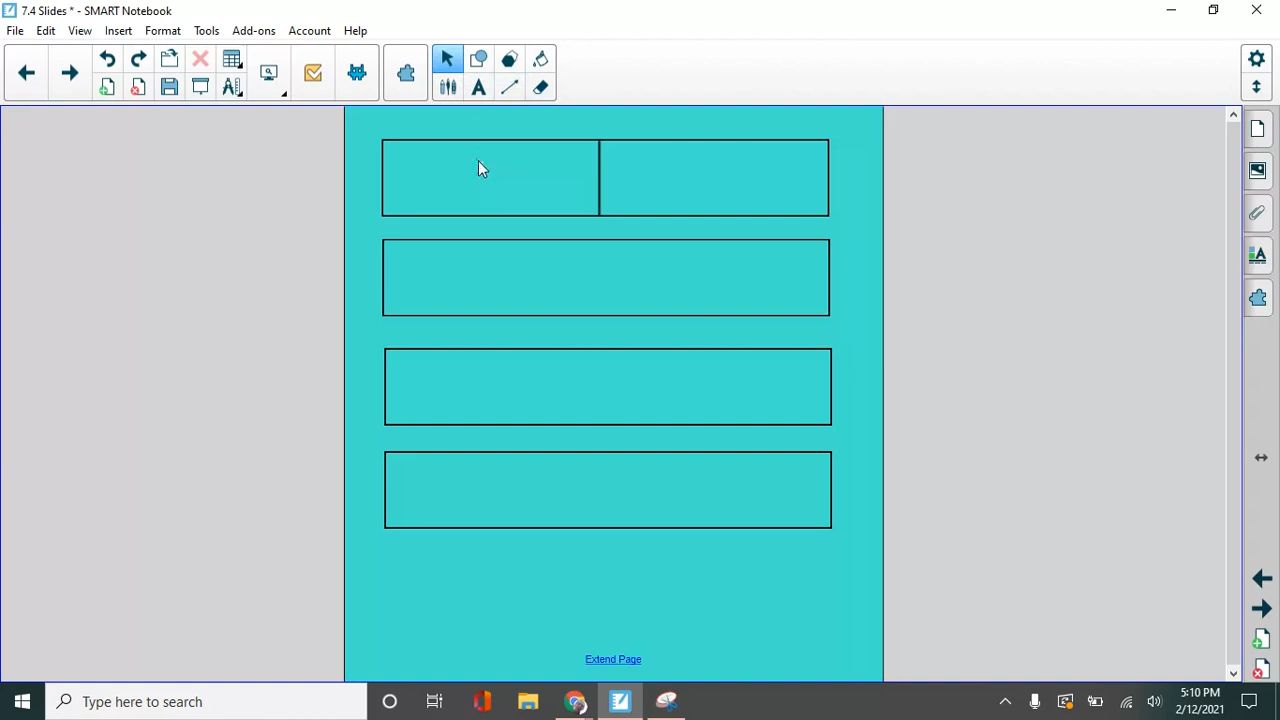 7.4 Slides * - SMART Notebook
File Edit View Insert Format Tools Add-ons Account Help
Extend Page
Type here to search
5:10 PM
2/12/2021